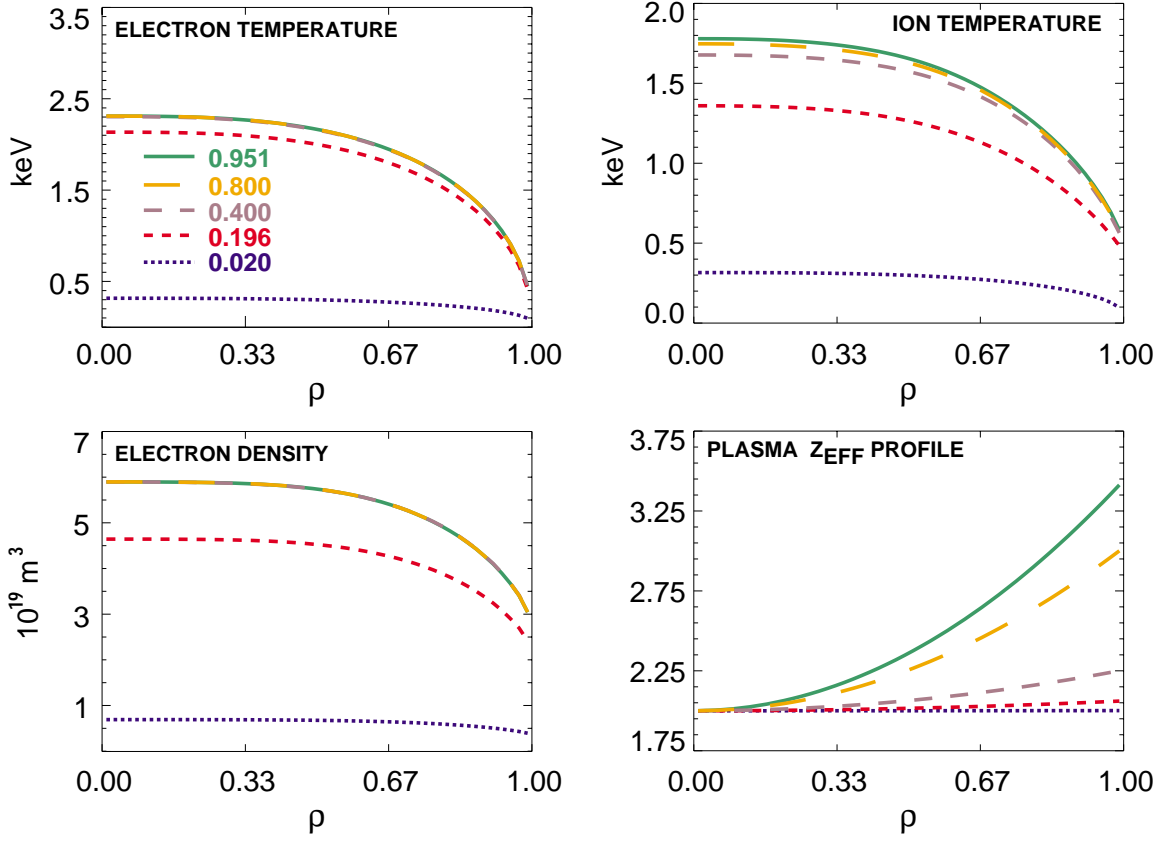 ELECTRON TEMPERATURE
3.5
2.5
1.5
0.5
keV
0.951
0.800
0.400
0.196
0.020
0.00 0.33 0.67 1.00
ρ
ION TEMPERATURE
2.0
1.5
1.0
0.5
0.0
keV
0.00 0.33 0.67 1.00
ρ
ELECTRON DENSITY
7
5
3
1
10¹⁹ m³
0.00 0.33 0.67 1.00
ρ
PLASMA ZEFF PROFILE
3.75
3.25
2.75
2.25
1.75
0.00 0.33 0.67 1.00
ρ